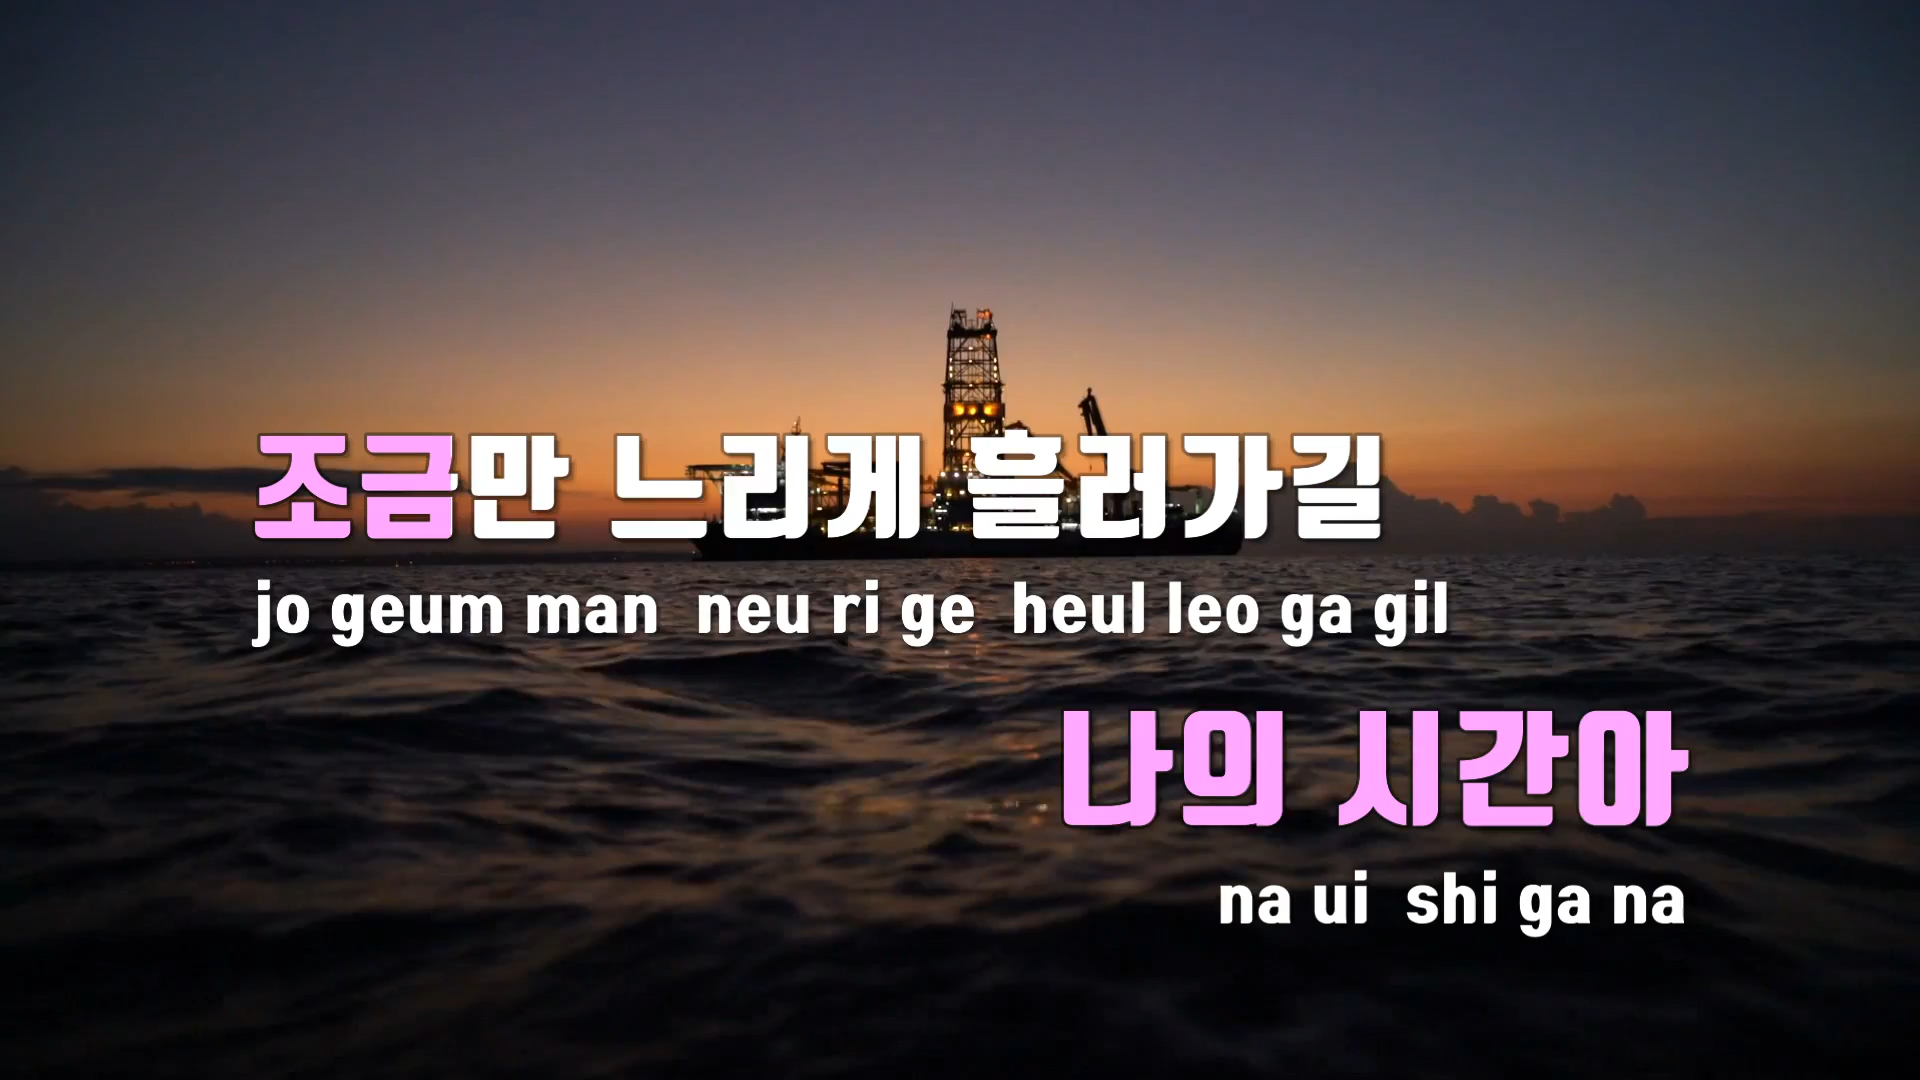 조금만 느리게 흘러가길
jo geum man neu ri ge heul leo ga gil
나의 시간아
na ui shi ga na